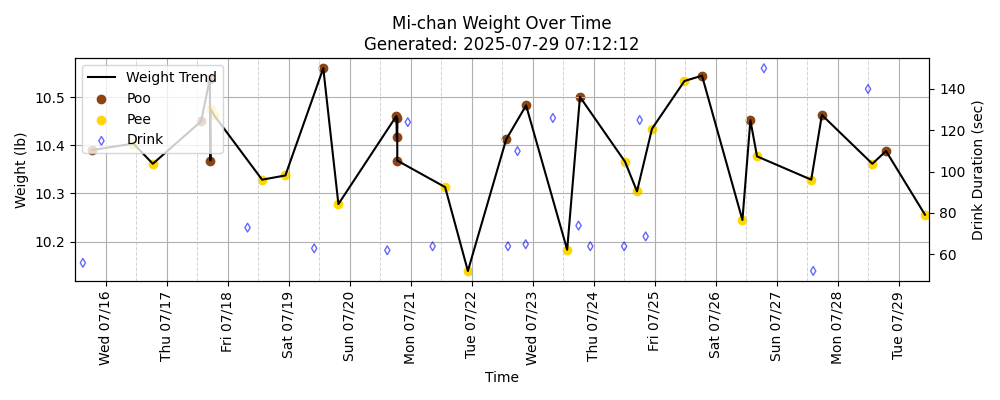 Mi-chan Weight Over Time
Generated: 2025-07-29 07:12:12
Weight Trend
Poo
Pee
Drink
Weight (lb)
10.5
10.4
10.3
10.2
140
120
100
80
60
Drink Duration (sec)
Wed 07/16
Thu 07/17
Fri 07/18
Sat 07/19
Sun 07/20
Mon 07/21
Tue 07/22
Wed 07/23
Thu 07/24
Fri 07/25
Sat 07/26
Sun 07/27
Mon 07/28
Tue 07/29
Time